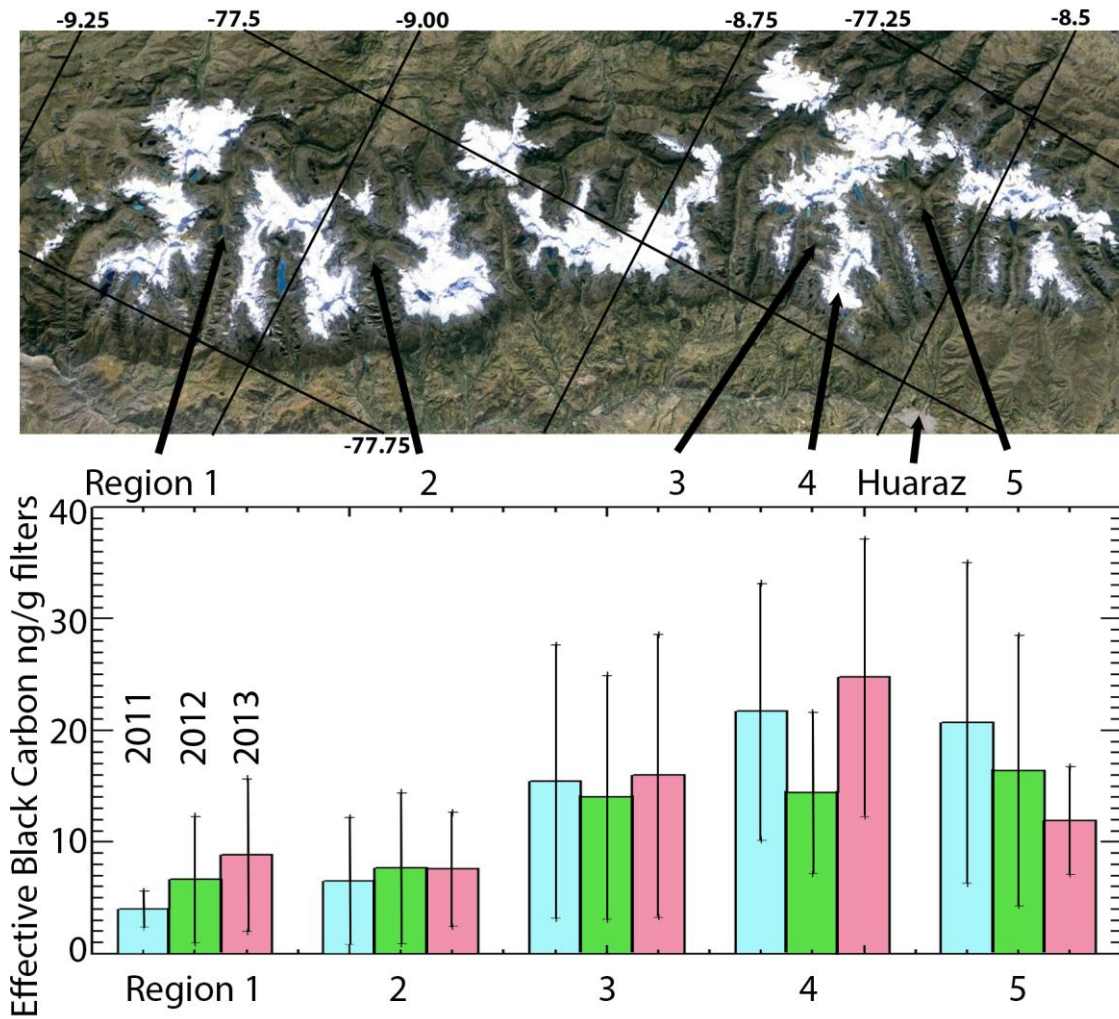 -9.25 -77.5 -9.00 -8.75 -77.25 -8.5
-77.75
Region 1 2 3 4 Huaraz 5
Effective Black Carbon ng/g filters
40
30
20
10
0
2011 2012 2013
Region 1 2 3 4 5